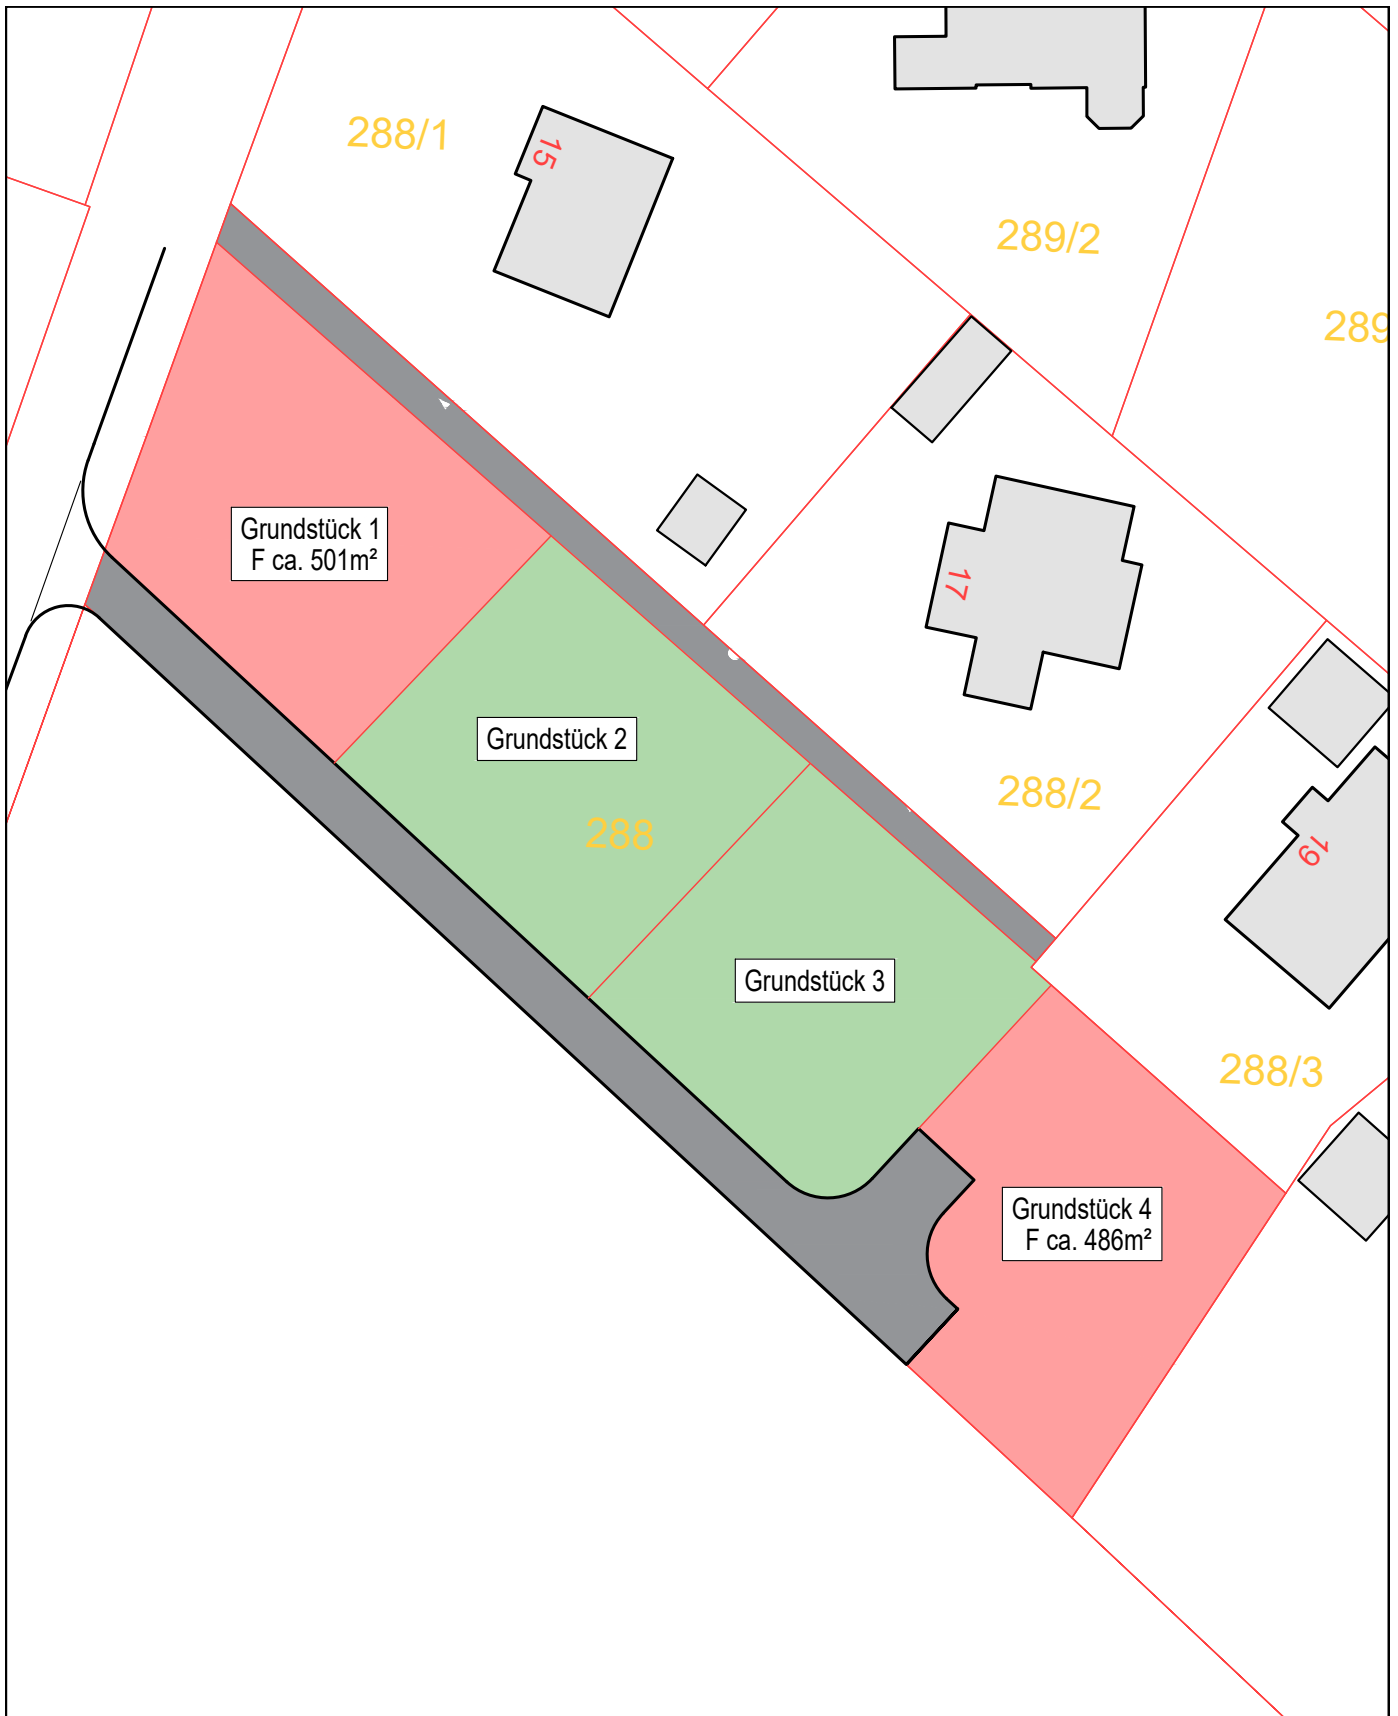 288/1
15
289/2
289
Grundstück 1
F ca. 501m²
17
Grundstück 2
288/2
288
19
Grundstück 3
288/3
Grundstück 4
F ca. 486m²